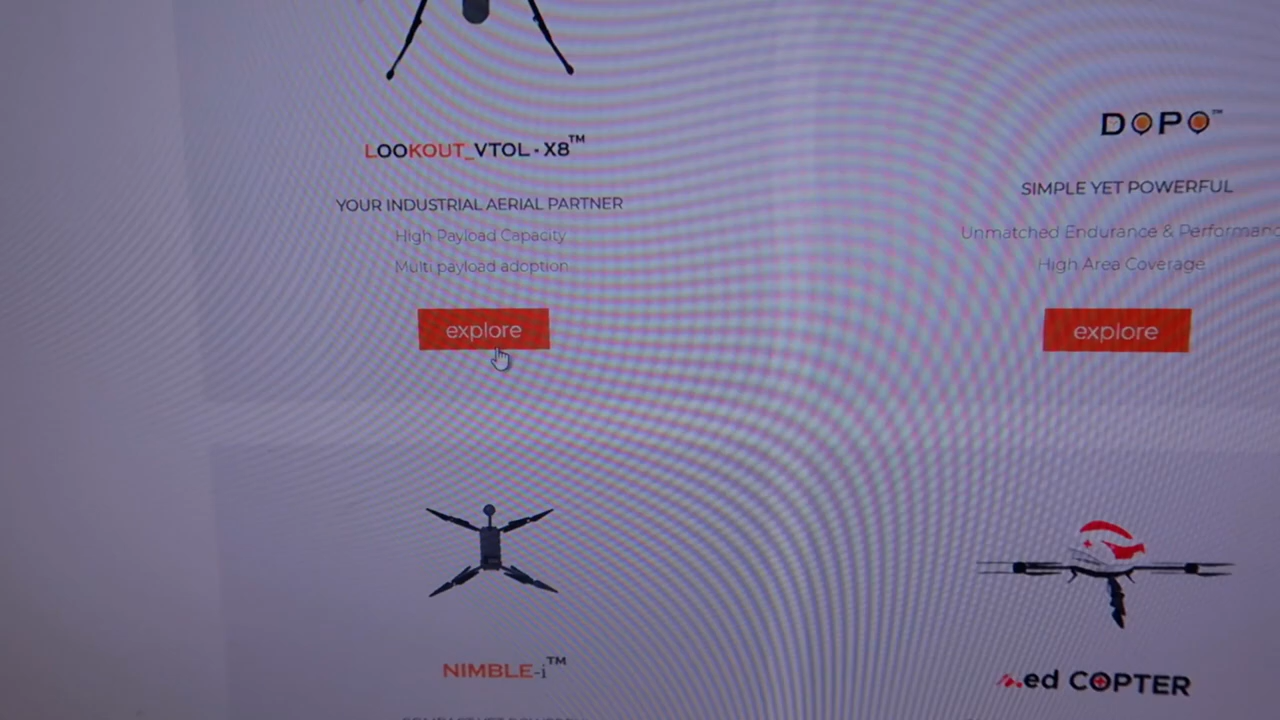 LOOKOUT_VTOL - X8™
YOUR INDUSTRIAL AERIAL PARTNER
High Payload Capacity
Multi payload adoption
explore
DOPO™
SIMPLE YET POWERFUL
Unmatched Endurance &
High Area Coverage
explore
NIMBLE-i™
.ed COPTER